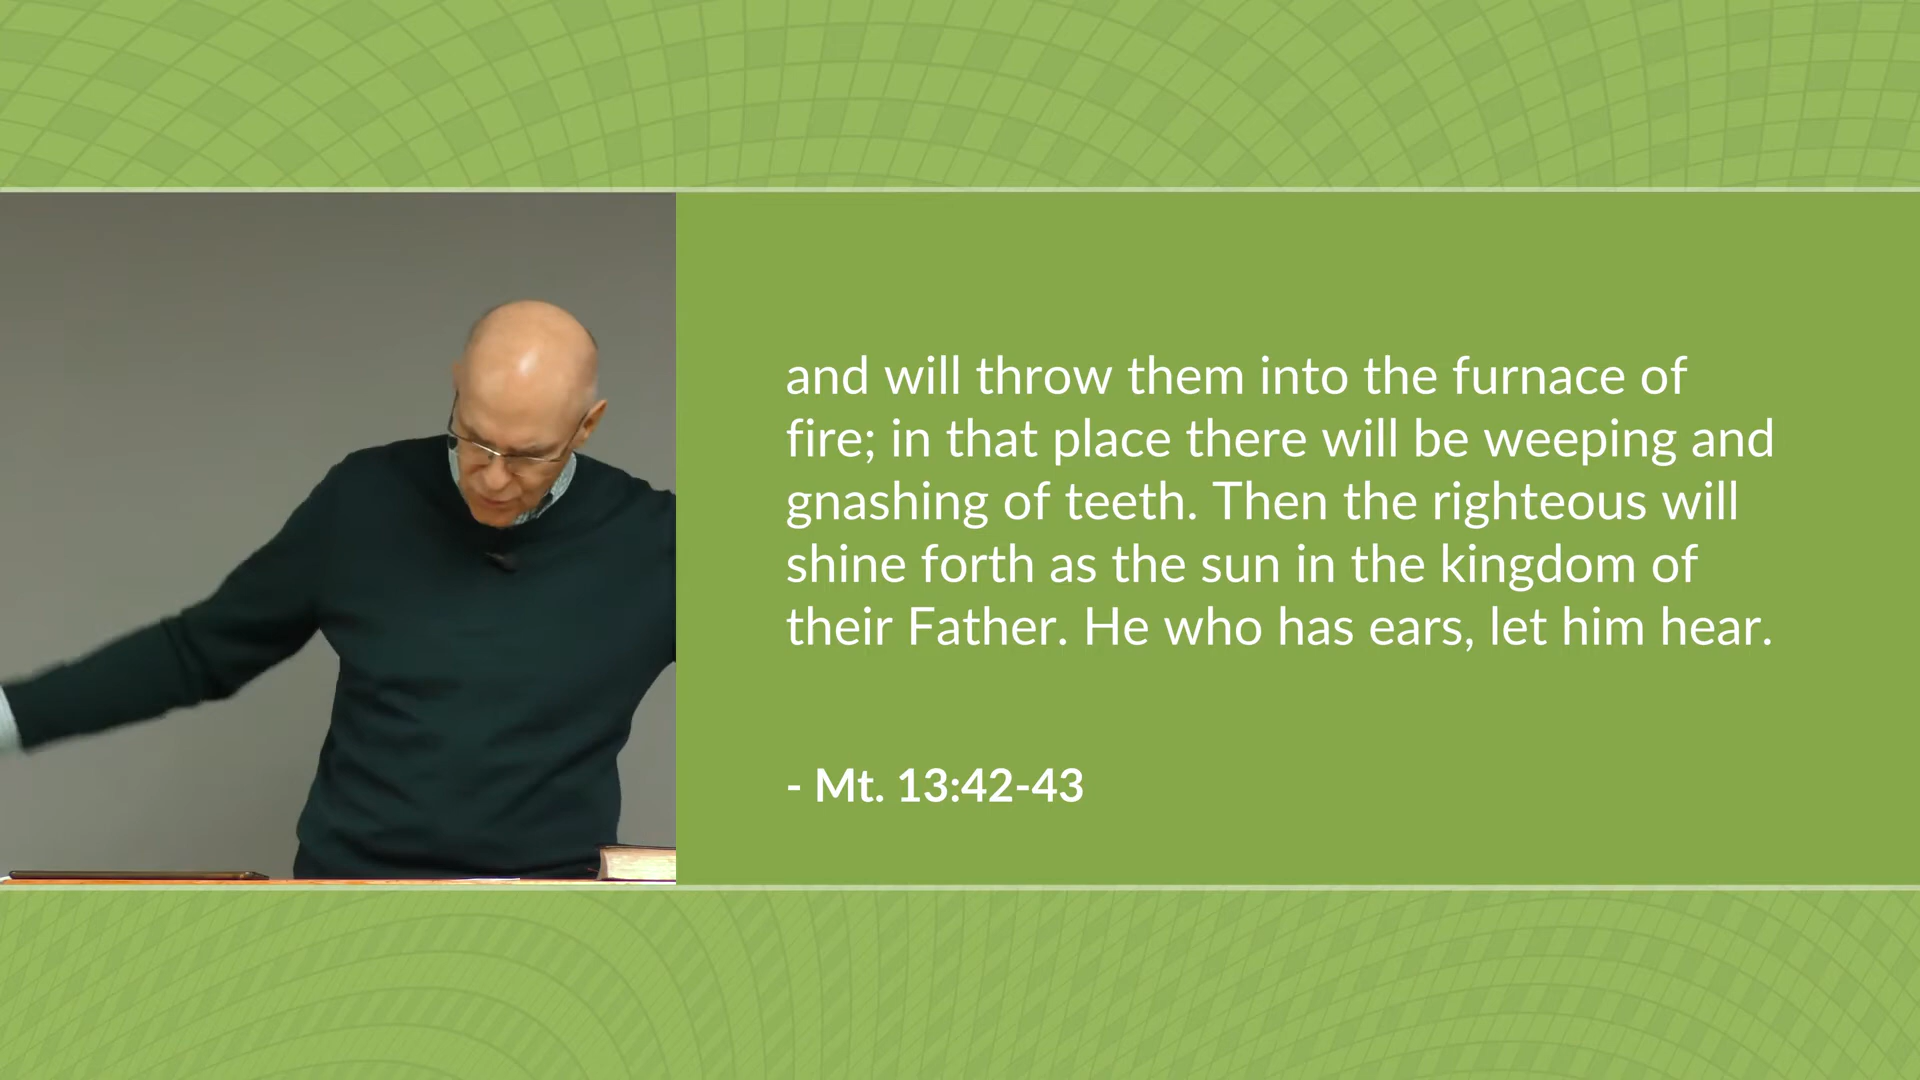 and will throw them into the furnace of
fire; in that place there will be weeping and
gnashing of teeth. Then the righteous will
shine forth as the sun in the kingdom of
their Father. He who has ears, let him hear.
- Mt. 13:42-43